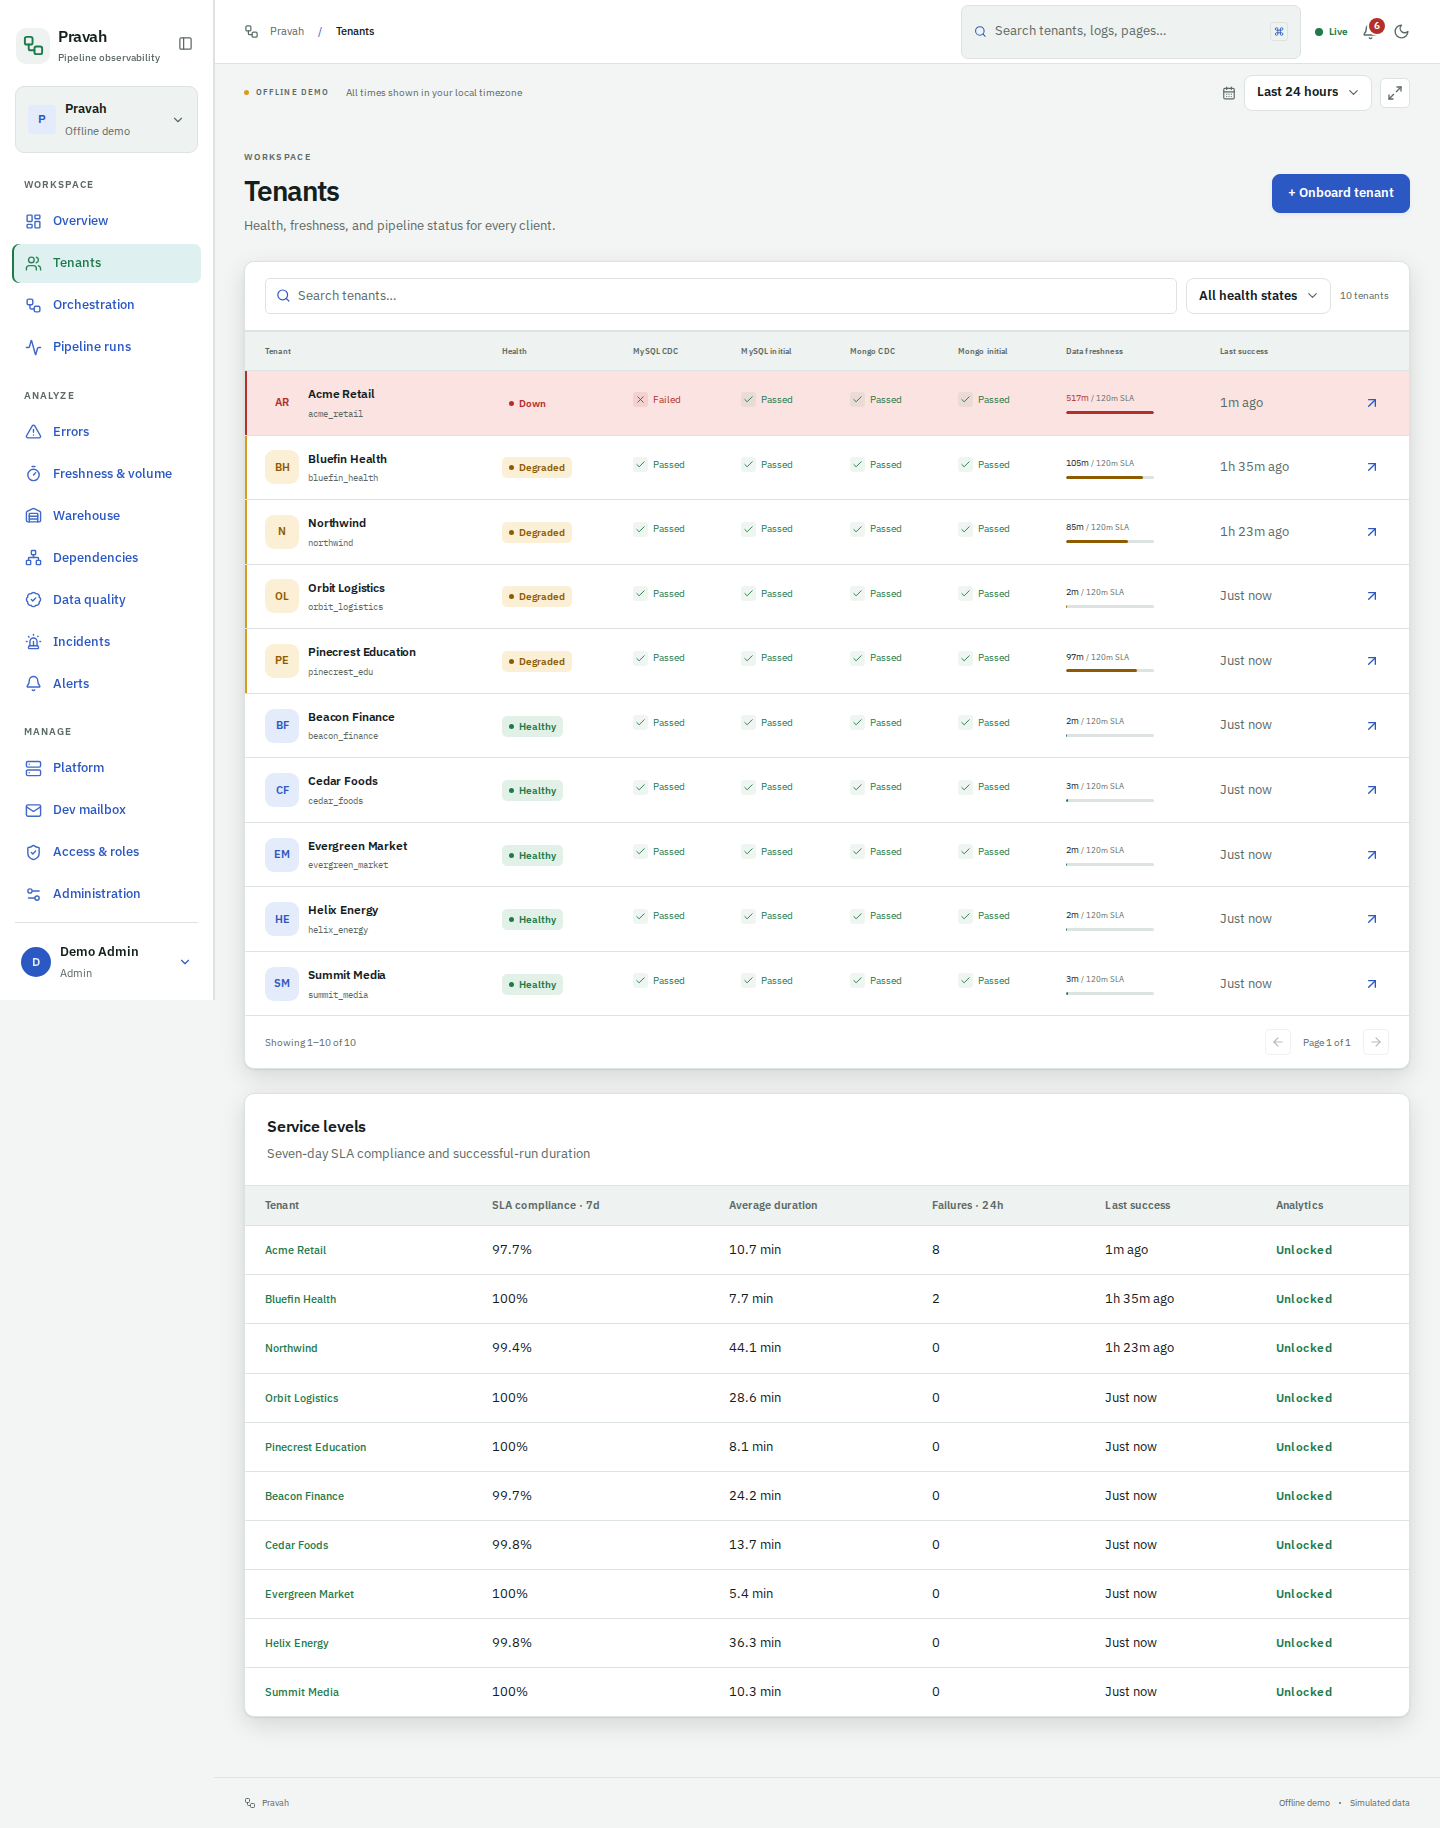 Pravah
Pipeline observability
P
Pravah
Offline demo
WORKSPACE
Overview
Tenants
Orchestration
Pipeline runs
ANALYZE
Errors
Freshness & volume
Warehouse
Dependencies
Data quality
Incidents
Alerts
MANAGE
Platform
Dev mailbox
Access & roles
Administration
D
Demo Admin
Admin
Pravah / Tenants
Search tenants, logs, pages...
⌘
Live
6
OFFLINE DEMO All times shown in your local timezone
Last 24 hours
WORKSPACE
Tenants
Health, freshness, and pipeline status for every client.
+ Onboard tenant
Search tenants...
All health states
10 tenants
Tenant Health MySQL CDC MySQL initial Mongo CDC Mongo initial Data freshness Last success
AR Acme Retail acme_retail Down Failed Passed Passed Passed 517m / 120m SLA 1m ago
BH Bluefin Health bluefin_health Degraded Passed Passed Passed Passed 105m / 120m SLA 1h 35m ago
N Northwind northwind Degraded Passed Passed Passed Passed 85m / 120m SLA 1h 23m ago
OL Orbit Logistics orbit_logistics Degraded Passed Passed Passed Passed 2m / 120m SLA Just now
PE Pinecrest Education pinecrest_edu Degraded Passed Passed Passed Passed 97m / 120m SLA Just now
BF Beacon Finance beacon_finance Healthy Passed Passed Passed Passed 2m / 120m SLA Just now
CF Cedar Foods cedar_foods Healthy Passed Passed Passed Passed 3m / 120m SLA Just now
EM Evergreen Market evergreen_market Healthy Passed Passed Passed Passed 2m / 120m SLA Just now
HE Helix Energy helix_energy Healthy Passed Passed Passed Passed 2m / 120m SLA Just now
SM Summit Media summit_media Healthy Passed Passed Passed Passed 3m / 120m SLA Just now
Showing 1–10 of 10
Page 1 of 1
Service levels
Seven-day SLA compliance and successful-run duration
Tenant SLA compliance · 7d Average duration Failures · 24h Last success Analytics
Acme Retail 97.7% 10.7 min 8 1m ago Unlocked
Bluefin Health 100% 7.7 min 2 1h 35m ago Unlocked
Northwind 99.4% 44.1 min 0 1h 23m ago Unlocked
Orbit Logistics 100% 28.6 min 0 Just now Unlocked
Pinecrest Education 100% 8.1 min 0 Just now Unlocked
Beacon Finance 99.7% 24.2 min 0 Just now Unlocked
Cedar Foods 99.8% 13.7 min 0 Just now Unlocked
Evergreen Market 100% 5.4 min 0 Just now Unlocked
Helix Energy 99.8% 36.3 min 0 Just now Unlocked
Summit Media 100% 10.3 min 0 Just now Unlocked
Pravah
Offline demo • Simulated data